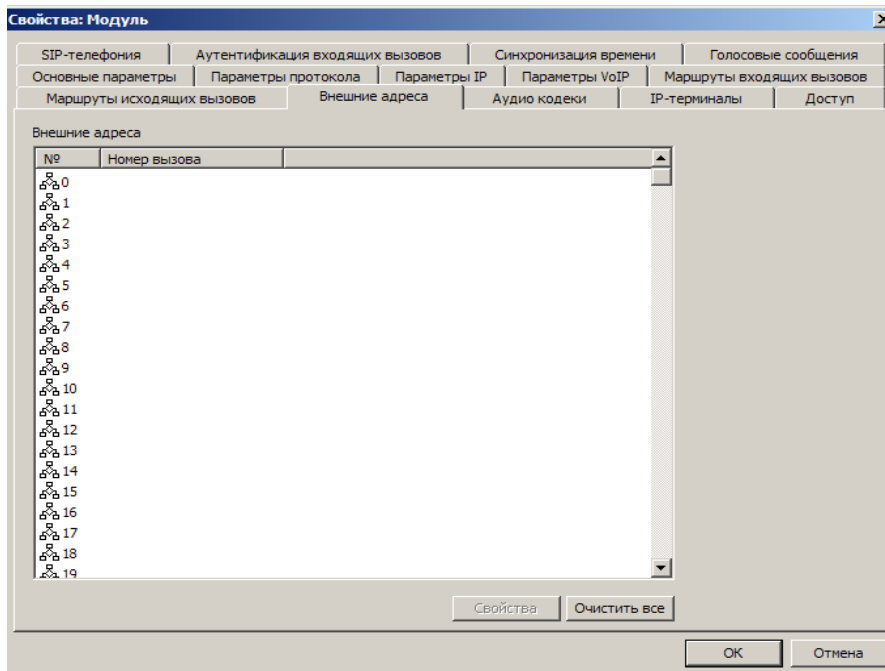 Свойства: Модуль
SIP-телефония Аутентификация входящих вызовов Синхронизация времени Голосовые сообщения
Основные параметры Параметры протокола Параметры IP Параметры VoIP Маршруты входящих вызовов
Маршруты исходящих вызовов Внешние адреса Аудио кодеки IP-терминалы Доступ
Внешние адреса
№ Номер вызова
0
1
2
3
4
5
6
7
8
9
10
11
12
13
14
15
16
17
18
19
Свойства Очистить все
OK Отмена